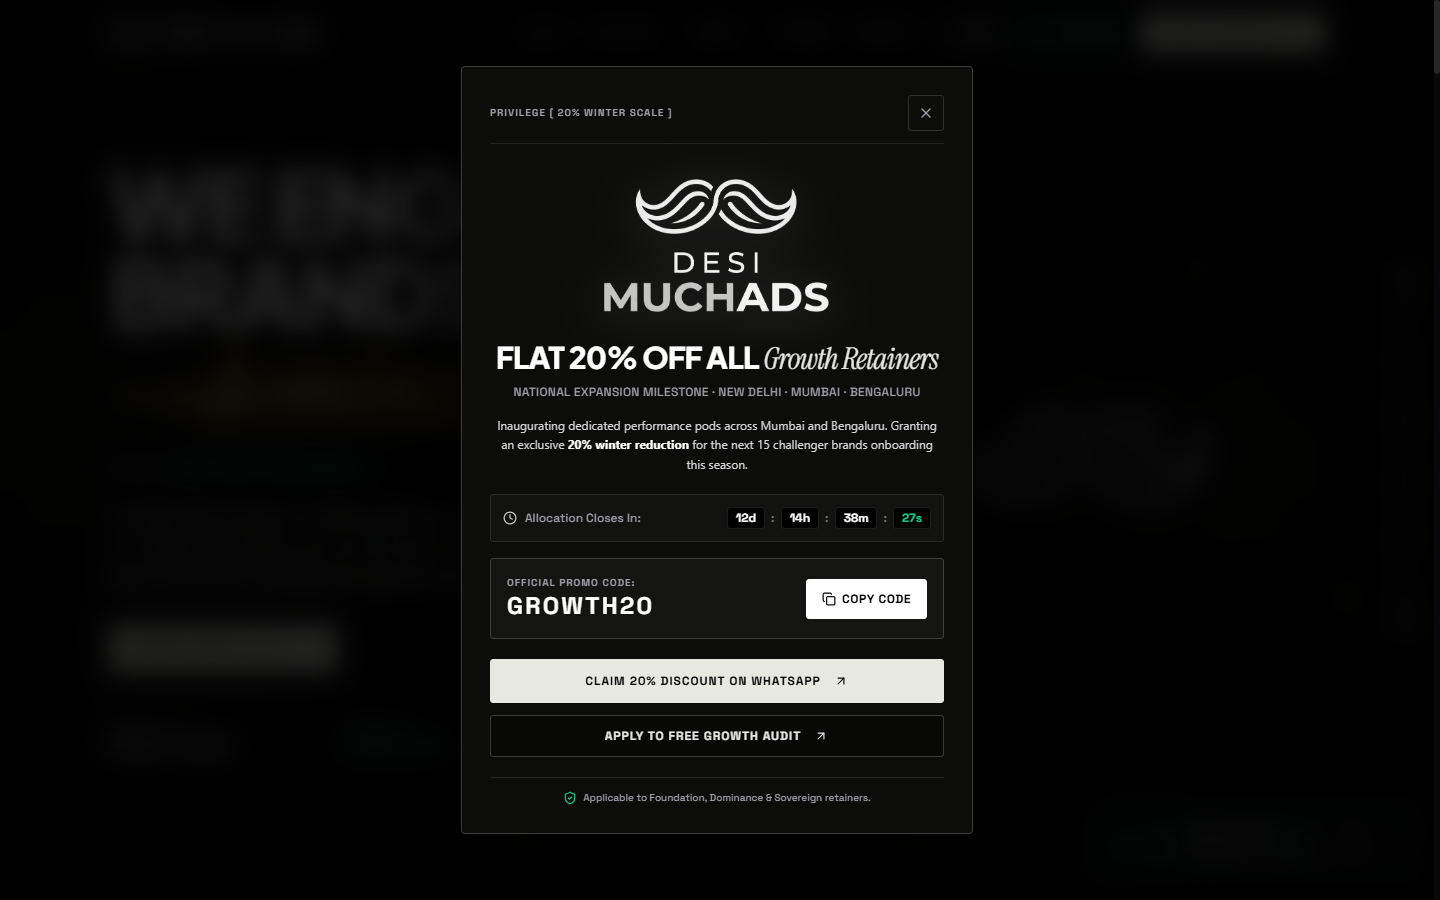 PRIVILEGE [ 20% WINTER SCALE ]
DESI
MUCHADS
FLAT 20% OFF ALL Growth Retainers
NATIONAL EXPANSION MILESTONE · NEW DELHI · MUMBAI · BENGALURU
Inaugurating dedicated performance pods across Mumbai and Bengaluru. Granting
an exclusive 20% winter reduction for the next 15 challenger brands onboarding
this season.
Allocation Closes In: 12d : 14h : 38m : 27s
OFFICIAL PROMO CODE:
GROWTH20
COPY CODE
CLAIM 20% DISCOUNT ON WHATSAPP
APPLY TO FREE GROWTH AUDIT
Applicable to Foundation, Dominance & Sovereign retainers.
WE ENG
BRANDS